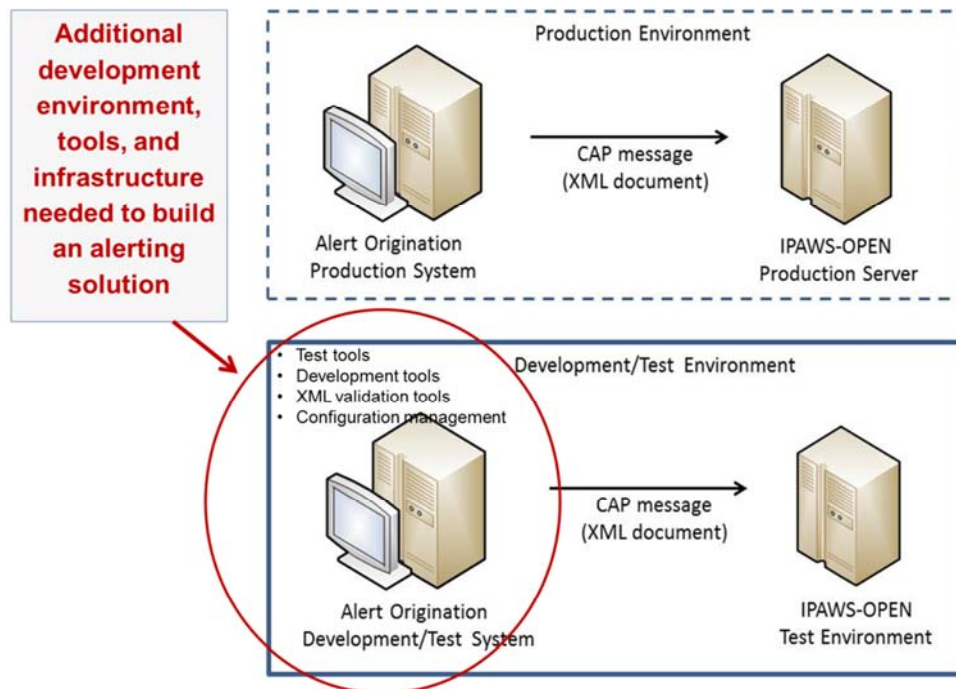 Additional
development
environment,
tools, and
infrastructure
needed to build
an alerting
solution
Production Environment
CAP message
(XML document)
Alert Origination
Production System
IPAWS-OPEN
Production Server
• Test tools
• Development tools
• XML validation tools
• Configuration management
Development/Test Environment
CAP message
(XML document)
Alert Origination
Development/Test System
IPAWS-OPEN
Test Environment